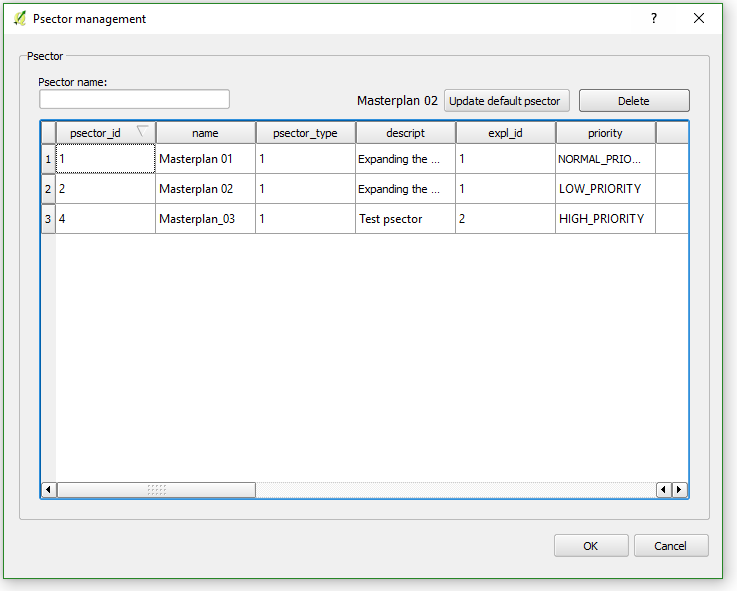 Psector management
?
Psector
Psector name:
Masterplan 02 Update default psector Delete
psector_id name psector_type descript expl_id priority
1 1 Masterplan 01 1 Expanding the ... 1 NORMAL_PRIO...
2 2 Masterplan 02 1 Expanding the ... 1 LOW_PRIORITY
3 4 Masterplan_03 1 Test psector 2 HIGH_PRIORITY
OK Cancel